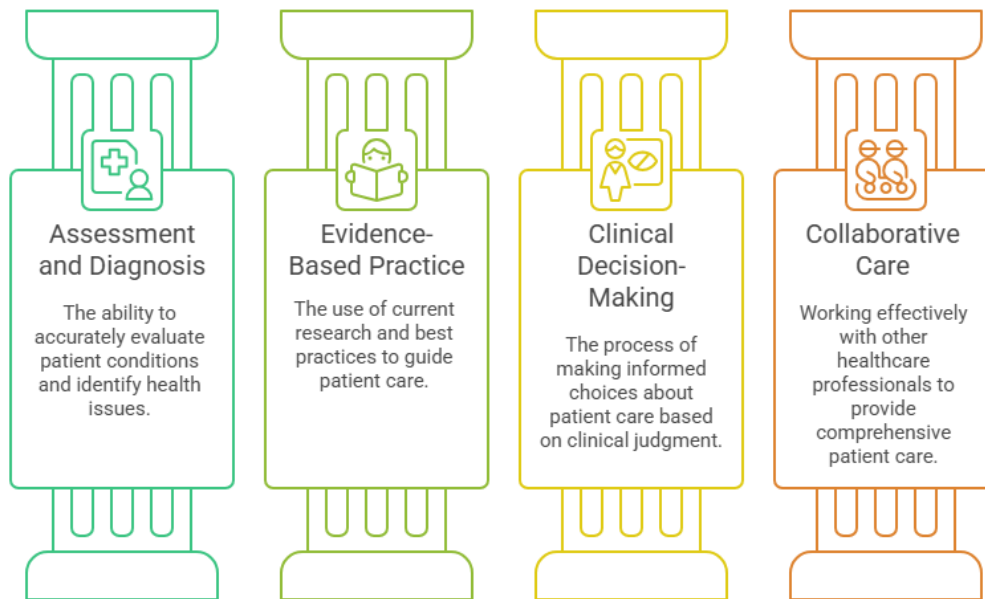 Assessment
and Diagnosis
The ability to
accurately evaluate
patient conditions
and identify health
issues.
Evidence-
Based Practice
The use of current
research and best
practices to guide
patient care.
Clinical
Decision-
Making
The process of
making informed
choices about
patient care based
on clinical judgment.
Collaborative
Care
Working effectively
with other
healthcare
professionals to
provide
comprehensive
patient care.